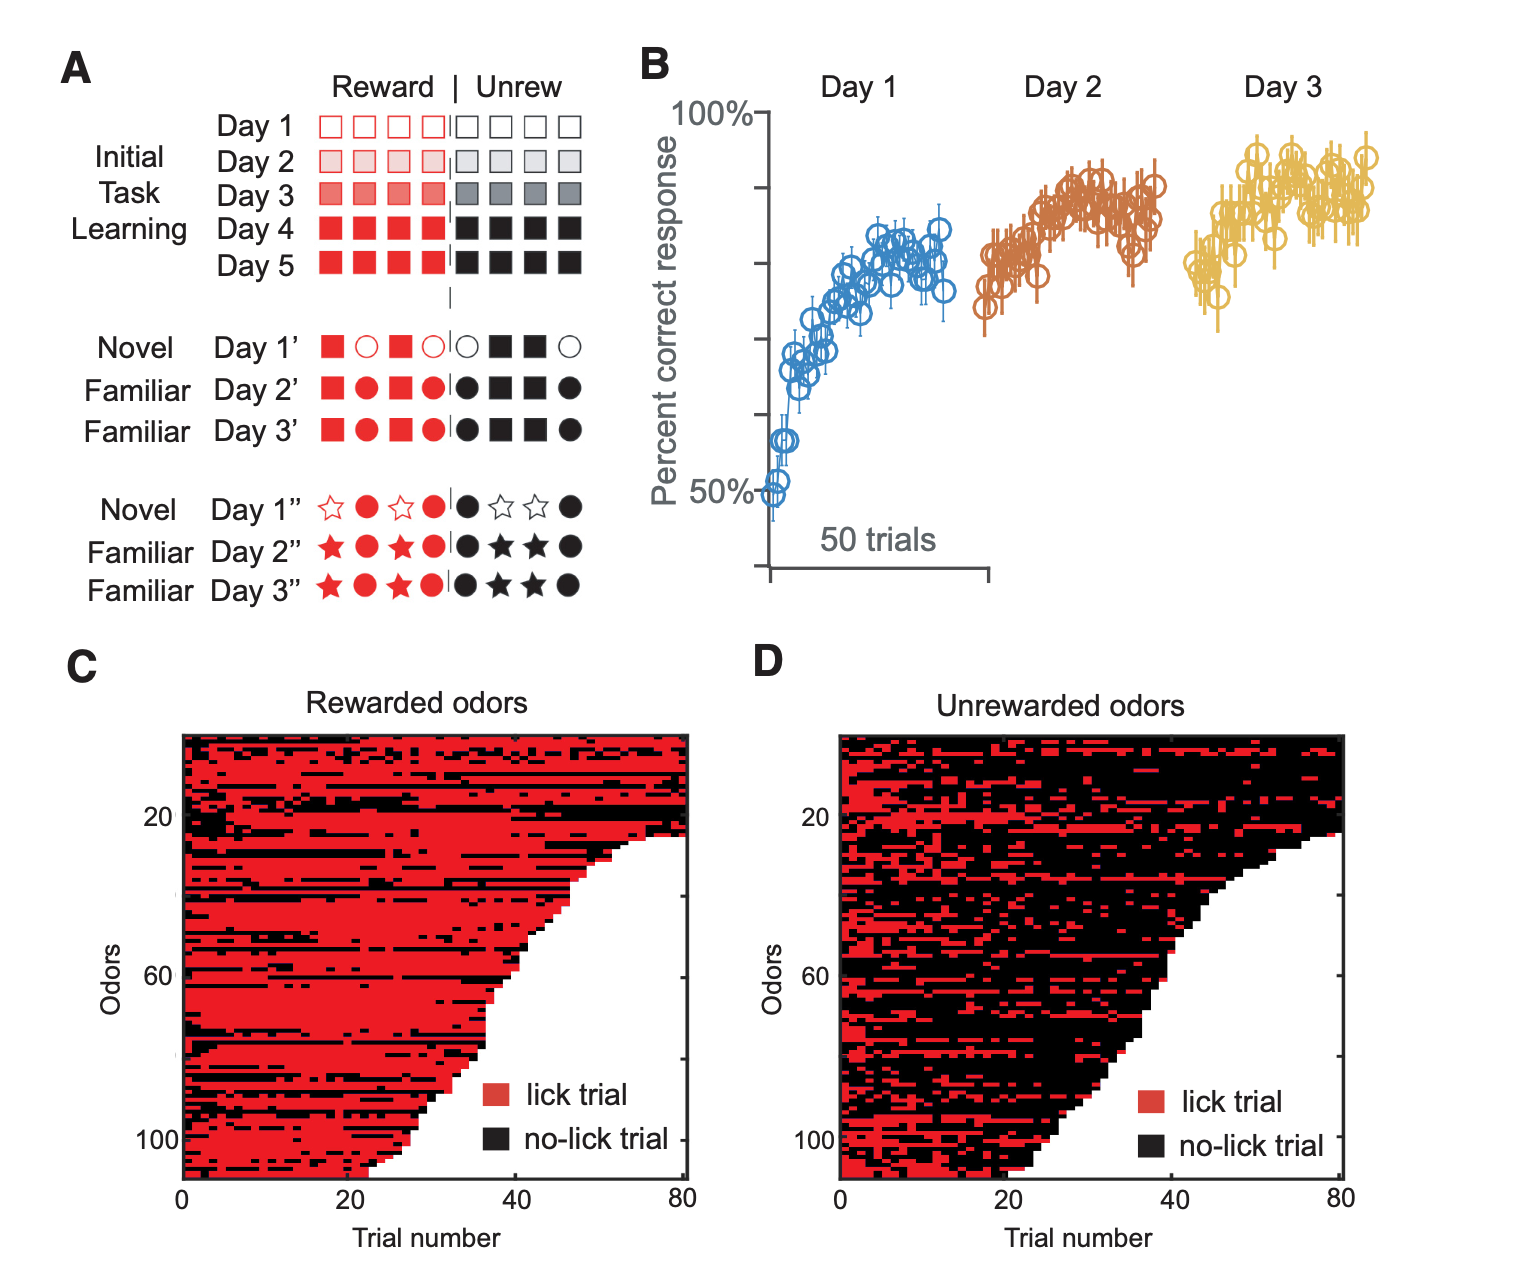 A
Reward | Unrew
Initial
Task
Learning
Day 1
Day 2
Day 3
Day 4
Day 5
Novel Day 1’
Familiar Day 2’
Familiar Day 3’
Novel Day 1’’
Familiar Day 2’’
Familiar Day 3’’
B
Day 1 Day 2 Day 3
Percent correct response
100%
50%
50 trials
C
Rewarded odors
Odors
20
60
100
lick trial
no-lick trial
0 20 40 80
Trial number
D
Unrewarded odors
Odors
20
60
100
lick trial
no-lick trial
0 20 40 80
Trial number